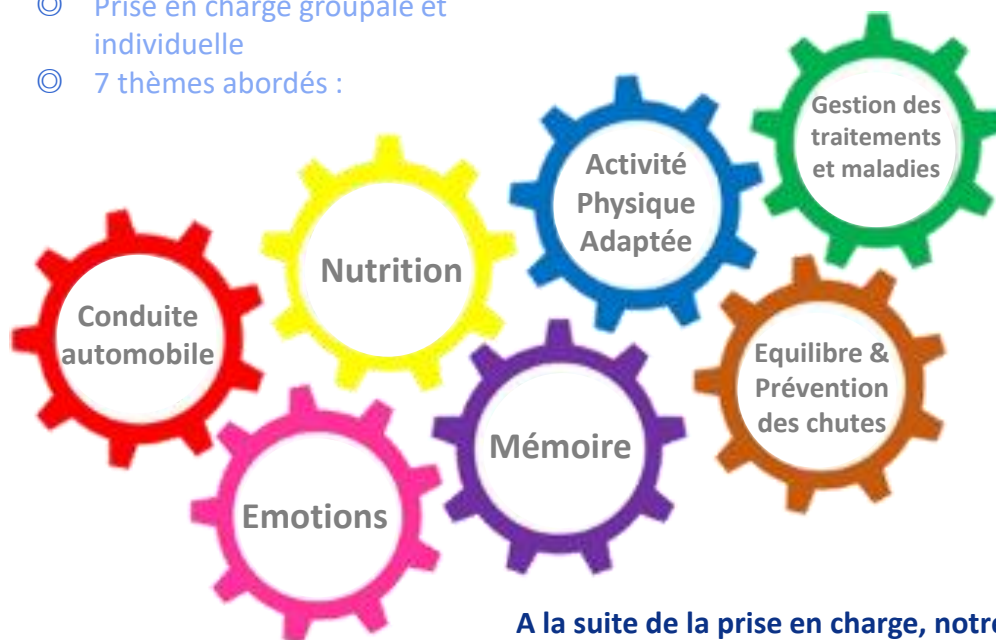 ◎ Prise en charge groupale et
individuelle
◎ 7 thèmes abordés :
Gestion des
traitements
et maladies
Activité
Physique
Adaptée
Nutrition
Conduite
automobile
Equilibre &
Prévention
des chutes
Mémoire
Emotions
A la suite de la prise en charge, notre